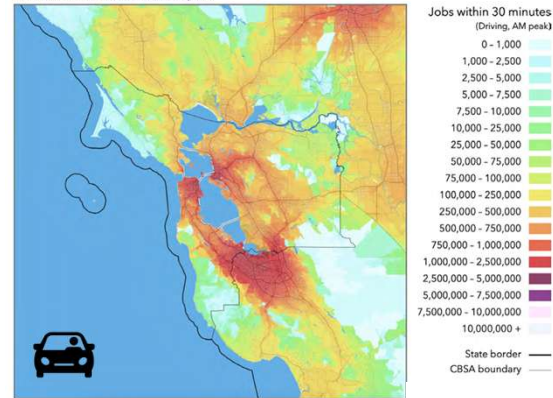 Jobs within 30 minutes
(Driving, AM peak)
0 – 1,000
1,000 – 2,500
2,500 – 5,000
5,000 – 7,500
7,500 – 10,000
10,000 – 25,000
25,000 – 50,000
50,000 – 75,000
75,000 – 100,000
100,000 – 250,000
250,000 – 500,000
500,000 – 750,000
750,000 – 1,000,000
1,000,000 – 2,500,000
2,500,000 – 5,000,000
5,000,000 – 7,500,000
7,500,000 – 10,000,000
10,000,000 +
State border
CBSA boundary